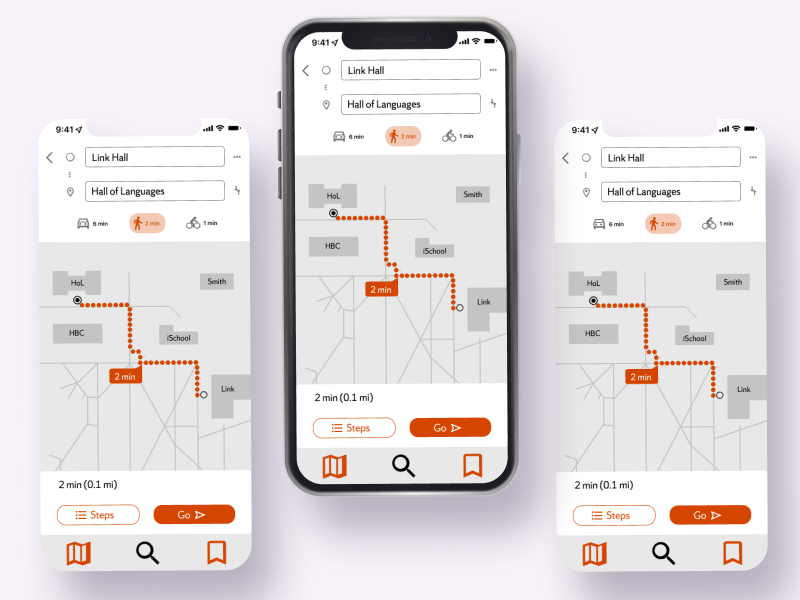 9:41
Link Hall
Hall of Languages
6 min
2 min
1 min
HoL
Smith
HBC
iSchool
2 min
Link
2 min (0.1 mi)
Steps
Go
9:41
Link Hall
Hall of Languages
6 min
2 min
1 min
HoL
Smith
HBC
iSchool
2 min
Link
2 min (0.1 mi)
Steps
Go
9:41
Link Hall
Hall of Languages
6 min
2 min
1 min
HoL
Smith
HBC
iSchool
2 min
Link
2 min (0.1 mi)
Steps
Go